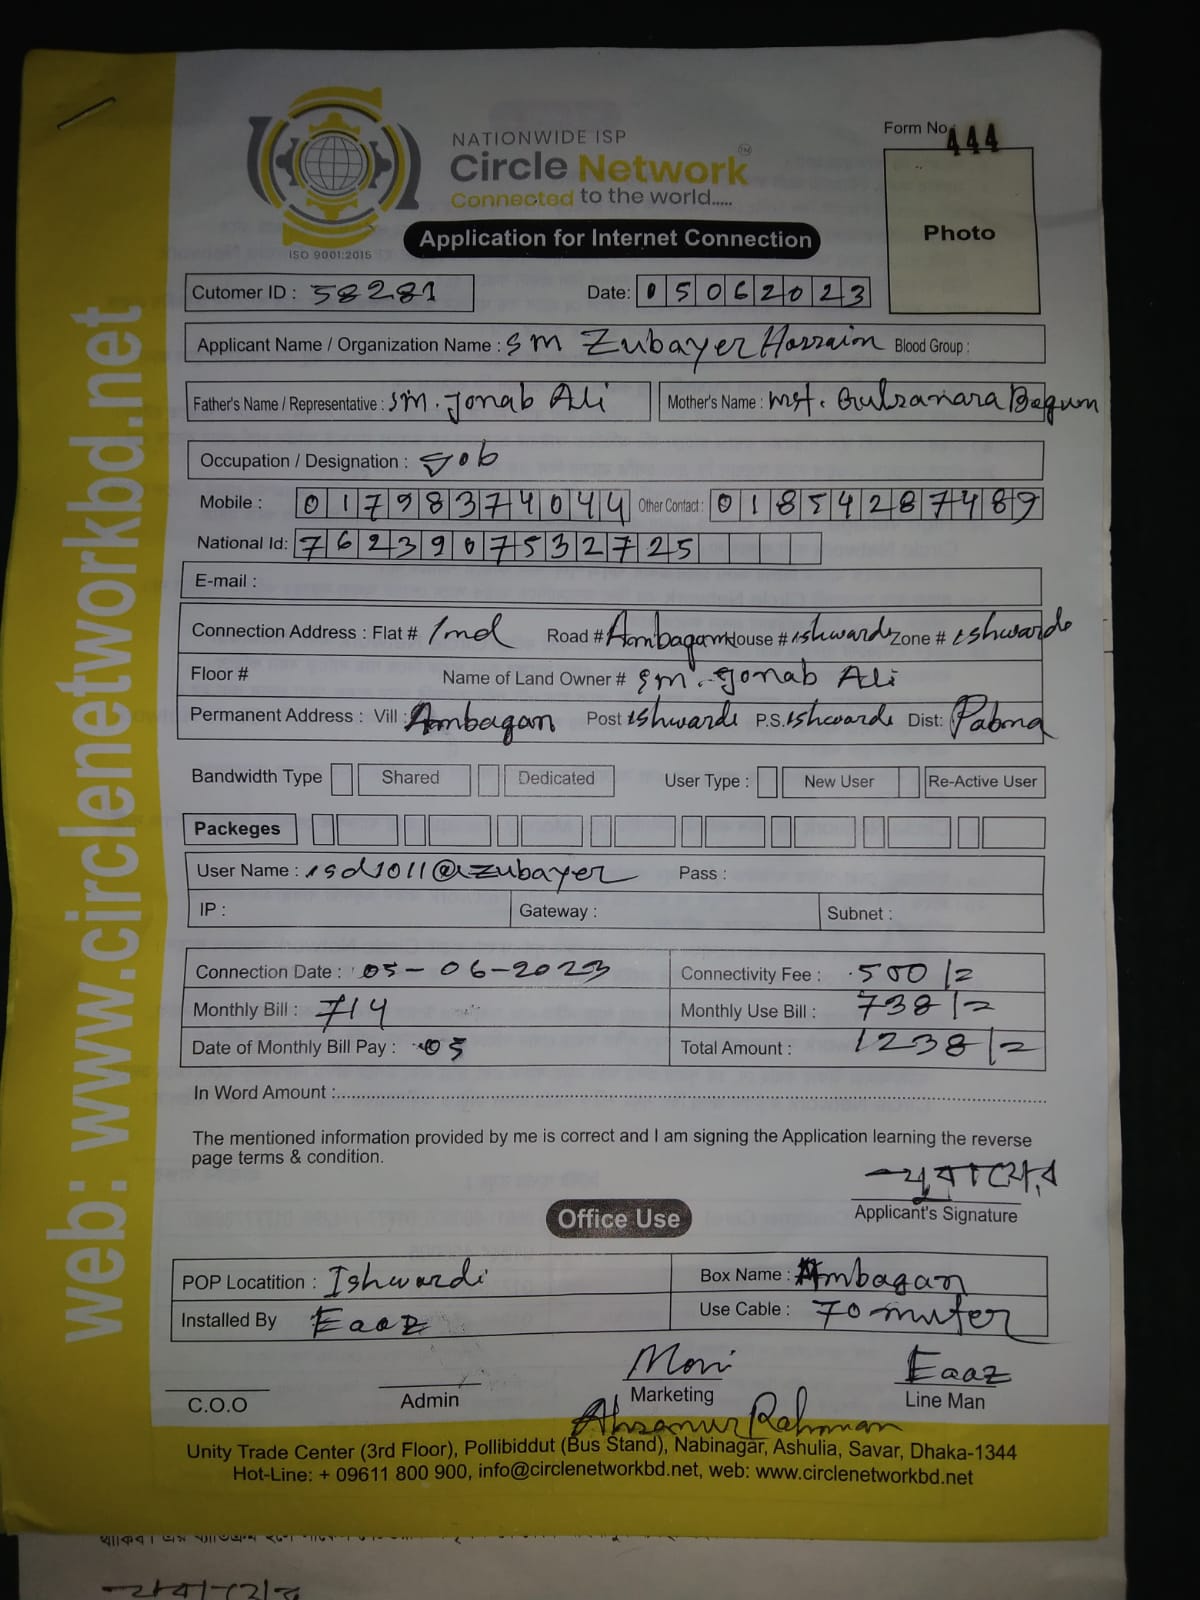 web: www.circlenetworkbd.net
NATIONWIDE ISP
Circle Network TM
Connected to the world.....
ISO 9001:2015
Form No. 444
Photo
Application for Internet Connection
Cutomer ID : 58281 Date: 05062023
Applicant Name / Organization Name : SM Zubayer Hossain Blood Group :
Father's Name / Representative : SM. Jonab Ali Mother's Name : Mst. Gulsanara Begum
Occupation / Designation : Job
Mobile : 01798374044 Other Contact : 01854287489
National Id: 7623907532725
E-mail :
Connection Address : Flat # Road # Ambagan House # ishwardi Zone # ishwardi
Floor # Name of Land Owner # SM. Jonab Ali
Permanent Address : Vill : Ambagan Post ishwardi P.S. ishwardi Dist: Pabna
Bandwidth Type Shared Dedicated User Type : New User Re-Active User
Packeges
User Name : isd1011@zubayer Pass :
IP : Gateway : Subnet :
Connection Date : 05-06-2023 Connectivity Fee : 500/=
Monthly Bill : 714 Monthly Use Bill : 738/=
Date of Monthly Bill Pay : 05 Total Amount : 1238/=
In Word Amount :
The mentioned information provided by me is correct and I am signing the Application learning the reverse
page terms & condition.
যুবায়ের
Applicant's Signature
Office Use
POP Locatition : Ishwardi Box Name : Ambagan
Installed By Eaaz Use Cable : 70 muter
Moni Eaaz
C.O.O Admin Marketing Line Man
Ahsanur Rahman
Unity Trade Center (3rd Floor), Pollibiddut (Bus Stand), Nabinagar, Ashulia, Savar, Dhaka-1344
Hot-Line: + 09611 800 900, info@circlenetworkbd.net, web: www.circlenetworkbd.net